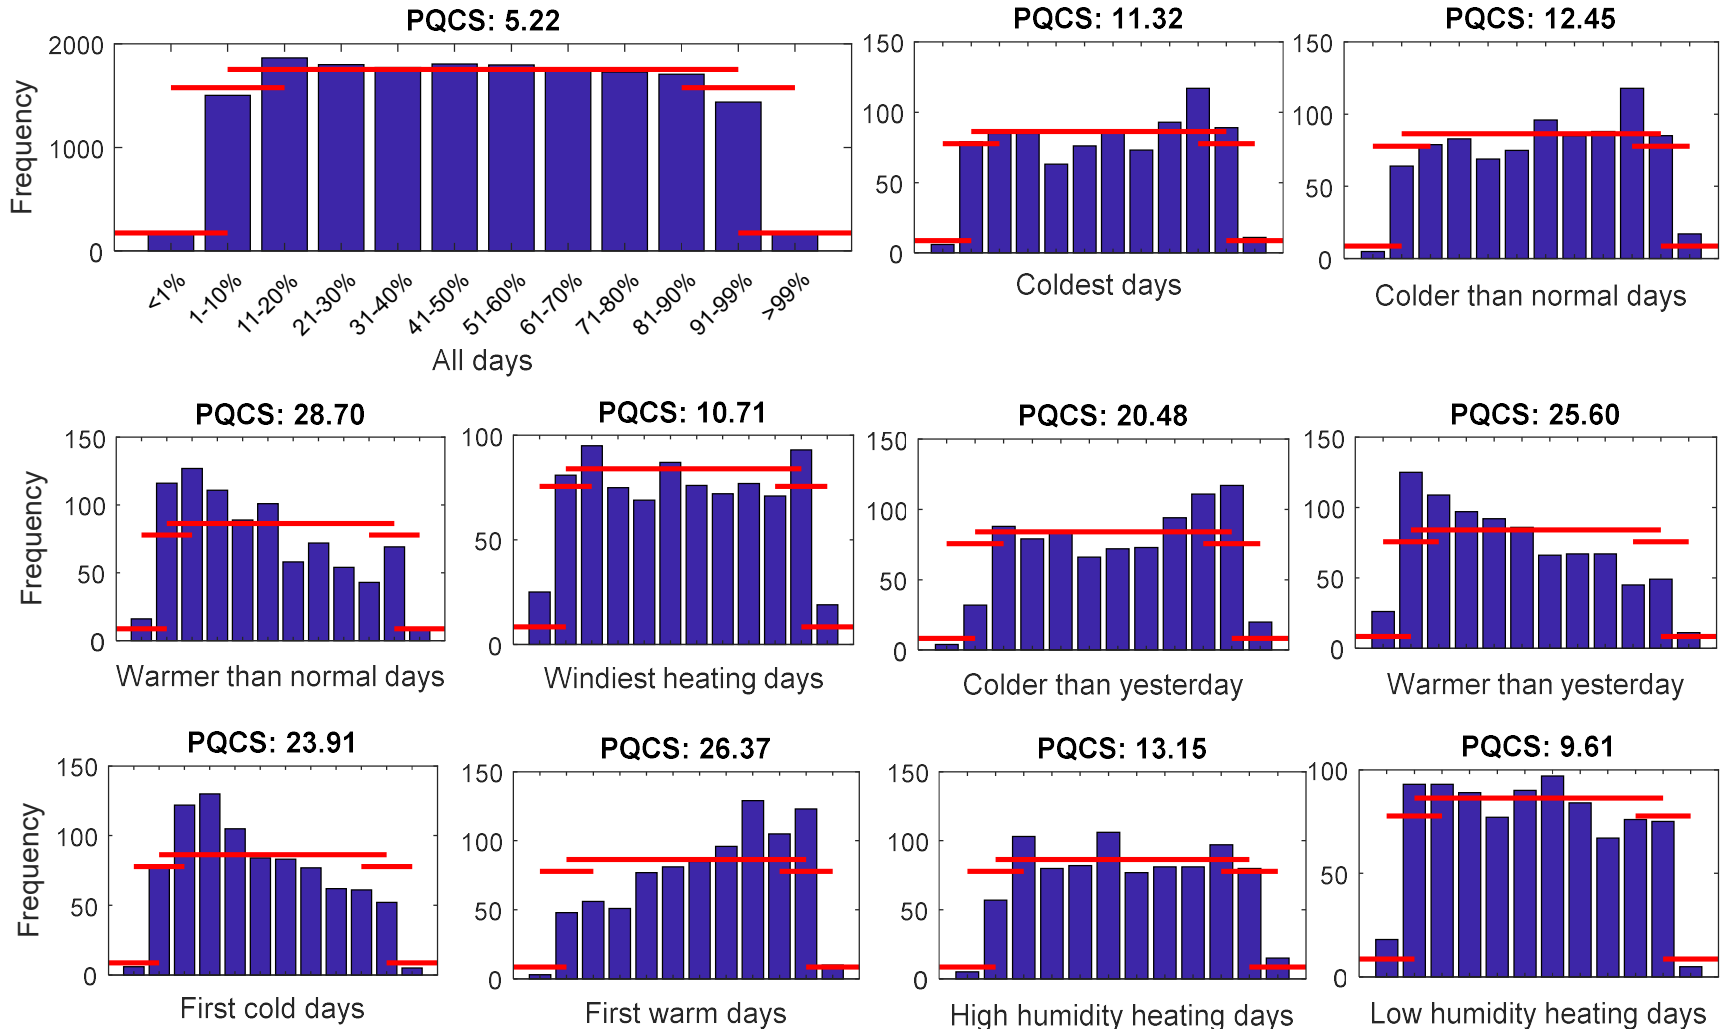 PQCS: 5.22
2000
1000
0
Frequency
<1%
1-10%
11-20%
21-30%
31-40%
41-50%
51-60%
61-70%
71-80%
81-90%
91-99%
>99%
All days
PQCS: 11.32
150
100
50
0
Coldest days
PQCS: 12.45
150
100
50
0
Colder than normal days
PQCS: 28.70
150
100
50
0
Frequency
Warmer than normal days
PQCS: 10.71
100
50
0
Windiest heating days
PQCS: 20.48
150
100
50
0
Colder than yesterday
PQCS: 25.60
150
100
50
0
Warmer than yesterday
PQCS: 23.91
150
100
50
0
Frequency
First cold days
PQCS: 26.37
150
100
50
0
First warm days
PQCS: 13.15
150
100
50
0
High humidity heating days
PQCS: 9.61
100
50
0
Low humidity heating days